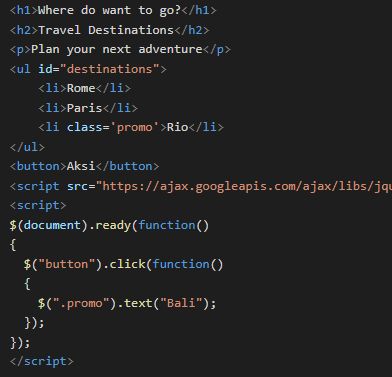 <h1>Where do want to go?</h1>
<h2>Travel Destinations</h2>
<p>Plan your next adventure</p>
<ul id="destinations">
    <li>Rome</li>
    <li>Paris</li>
    <li class='promo'>Rio</li>
</ul>
<button>Aksi</button>
<script src="https://ajax.googleapis.com/ajax/libs/jqu
<script>
$(document).ready(function()
{
  $("button").click(function()
  {
    $(".promo").text("Bali");
  });
});
</script>